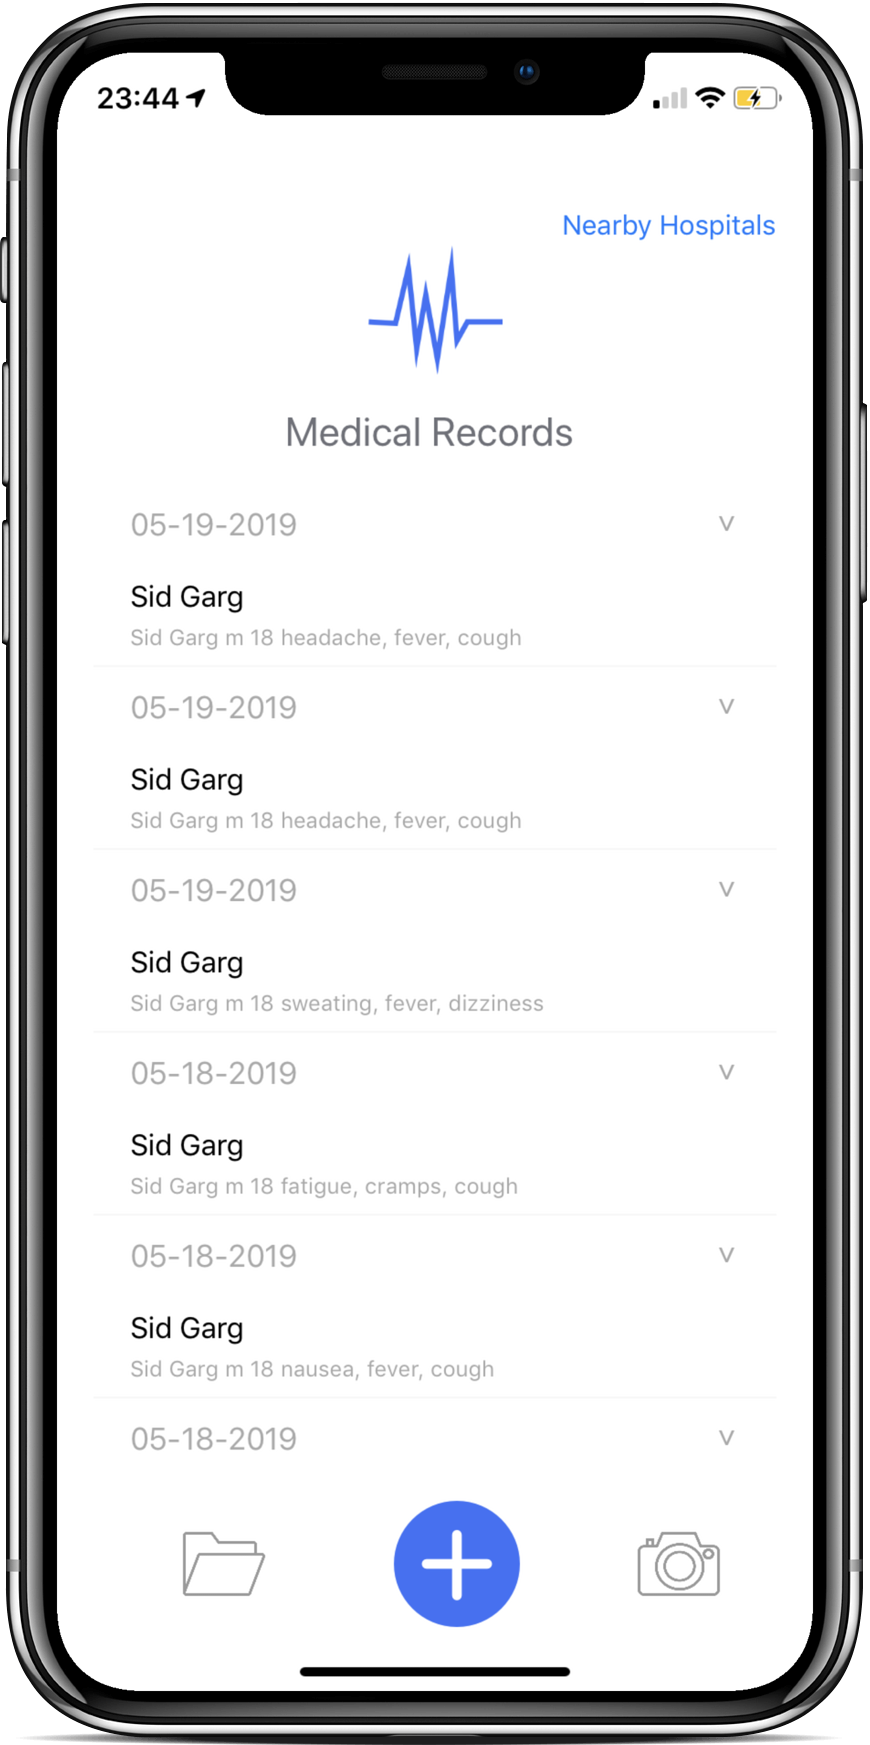 23:44
Nearby Hospitals
Medical Records
05-19-2019
Sid Garg
Sid Garg m 18 headache, fever, cough
05-19-2019
Sid Garg
Sid Garg m 18 headache, fever, cough
05-19-2019
Sid Garg
Sid Garg m 18 sweating, fever, dizziness
05-18-2019
Sid Garg
Sid Garg m 18 fatigue, cramps, cough
05-18-2019
Sid Garg
Sid Garg m 18 nausea, fever, cough
05-18-2019